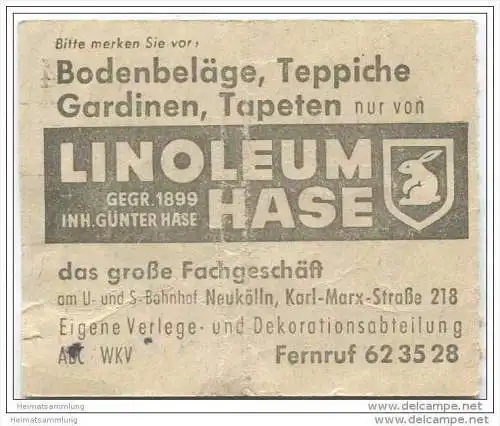 Bitte merken Sie vor:
Bodenbeläge, Teppiche
Gardinen, Tapeten nur von
LINOLEUM
GEGR. 1899
INH. GÜNTER HASE
HASE
das große Fachgeschäft
am U- und S-Bahnhof Neukölln, Karl-Marx-Straße 218
Eigene Verlege- und Dekorationsabteilung
ABC WKV Fernruf 62 35 28
Heimatsammlung
Heimatsammlung
delcampe.net
delcampe.net